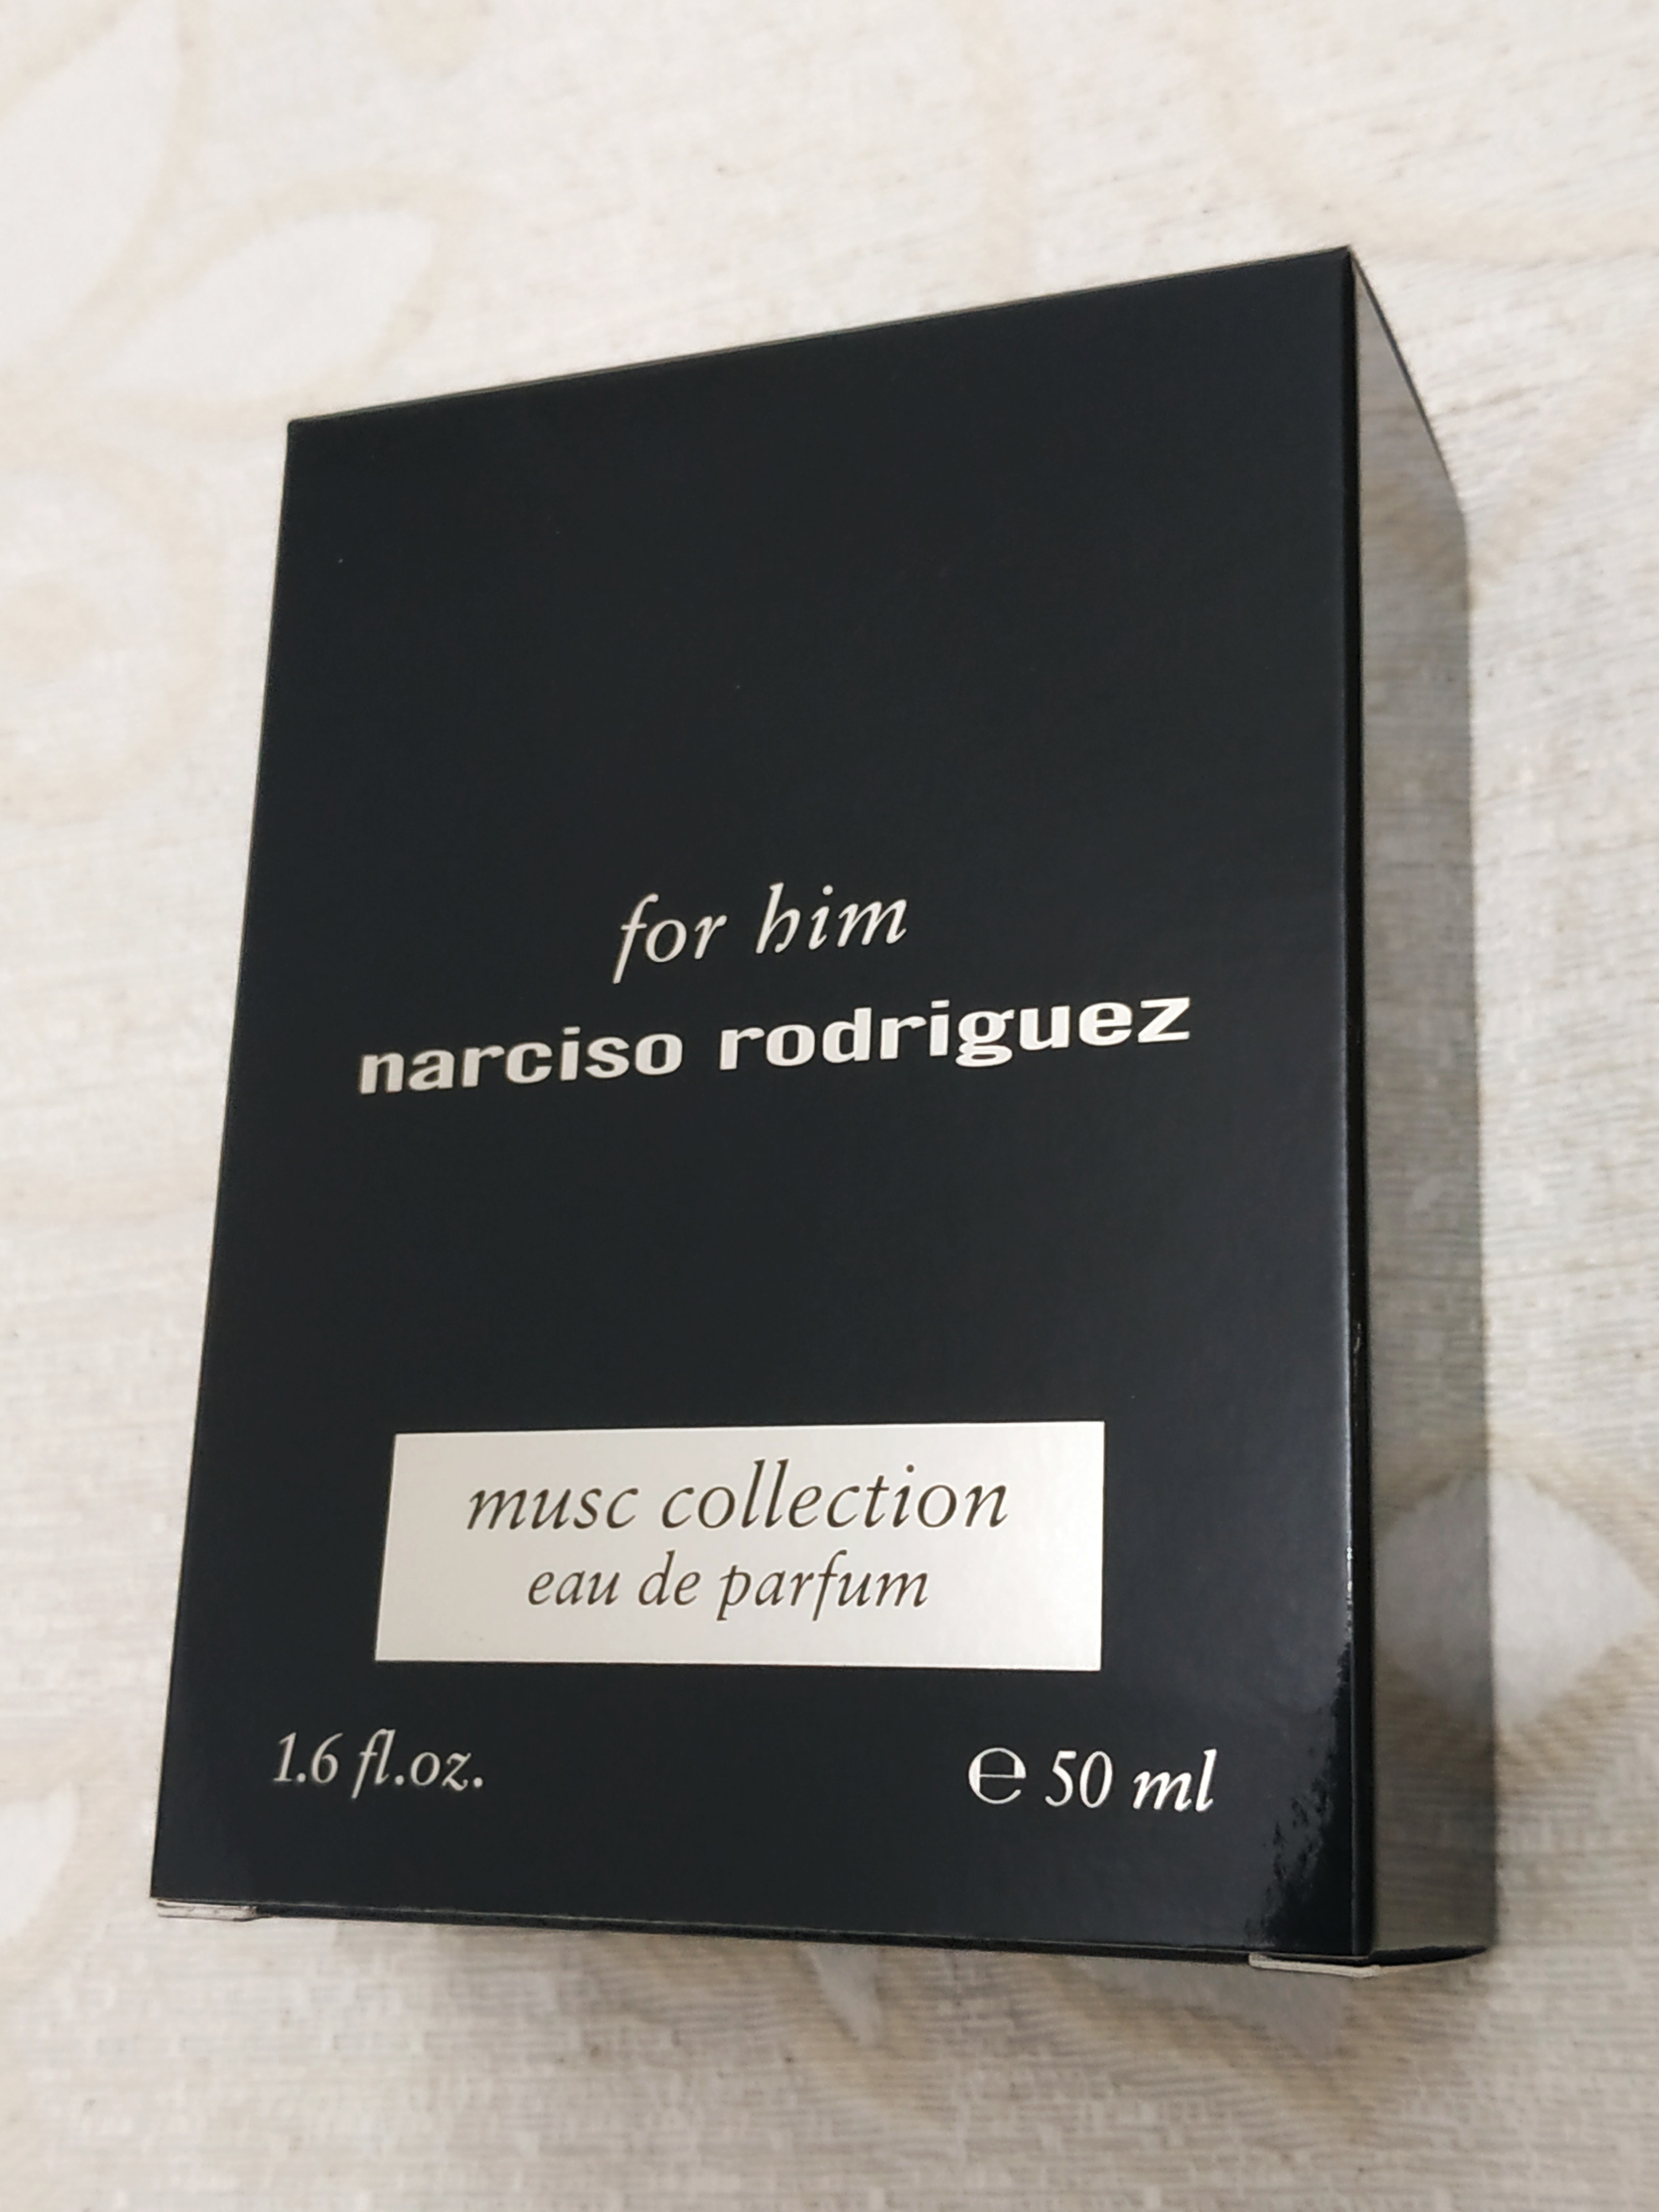 for him
narciso rodriguez
musc collection
eau de parfum
1.6 fl.oz.
℮ 50 ml